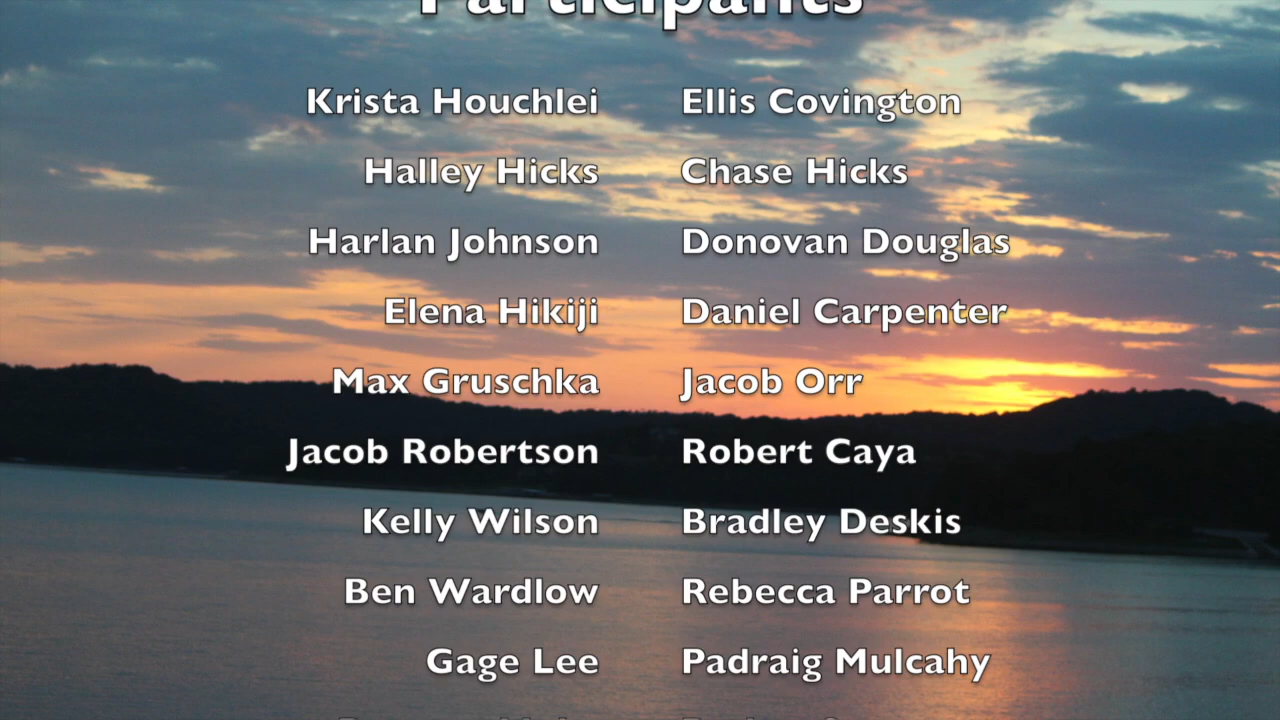 Participants
Krista Houchlei Ellis Covington
Halley Hicks Chase Hicks
Harlan Johnson Donovan Douglas
Elena Hikiji Daniel Carpenter
Max Gruschka Jacob Orr
Jacob Robertson Robert Caya
Kelly Wilson Bradley Deskis
Ben Wardlow Rebecca Parrot
Gage Lee Padraig Mulcahy